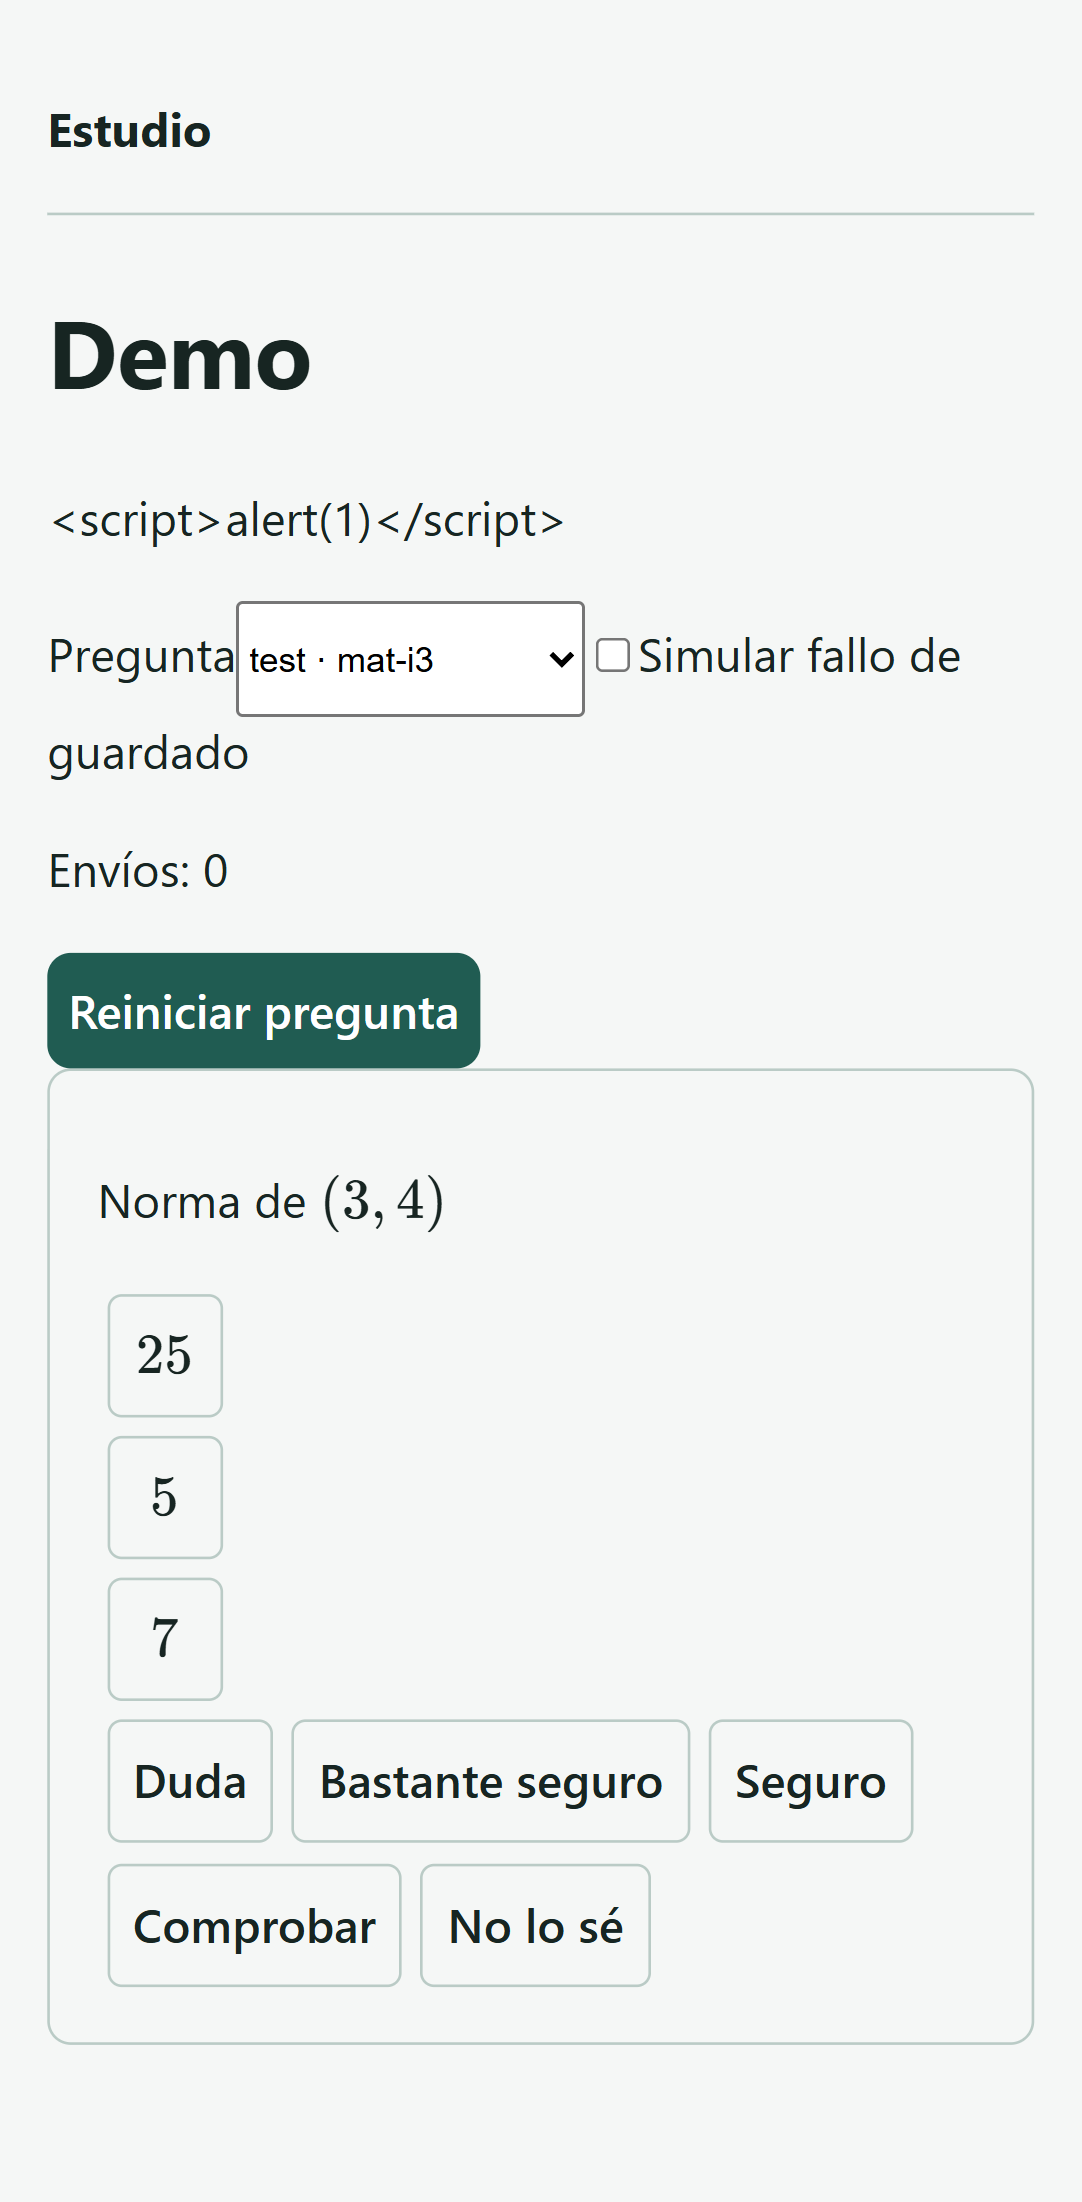 Estudio
Demo
<script>alert(1)</script>
Pregunta test · mat-i3 Simular fallo de
guardado
Envíos: 0
Reiniciar pregunta
Norma de (3, 4)
25
5
7
Duda Bastante seguro Seguro
Comprobar No lo sé